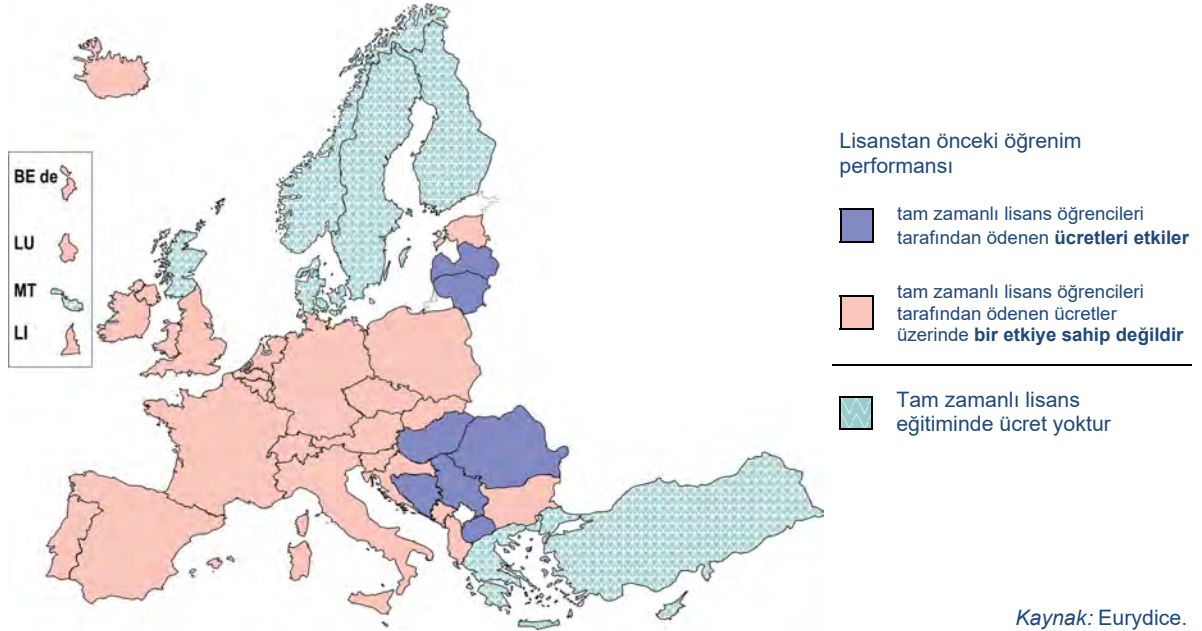 BE de
LU
MT
LI
Lisanstan önceki öğrenim
performansı
tam zamanlı lisans öğrencileri
tarafından ödenen ücretleri etkiler
tam zamanlı lisans öğrencileri
tarafından ödenen ücretler
üzerinde bir etkiye sahip değildir
Tam zamanlı lisans
eğitiminde ücret yoktur
Kaynak: Eurydice.